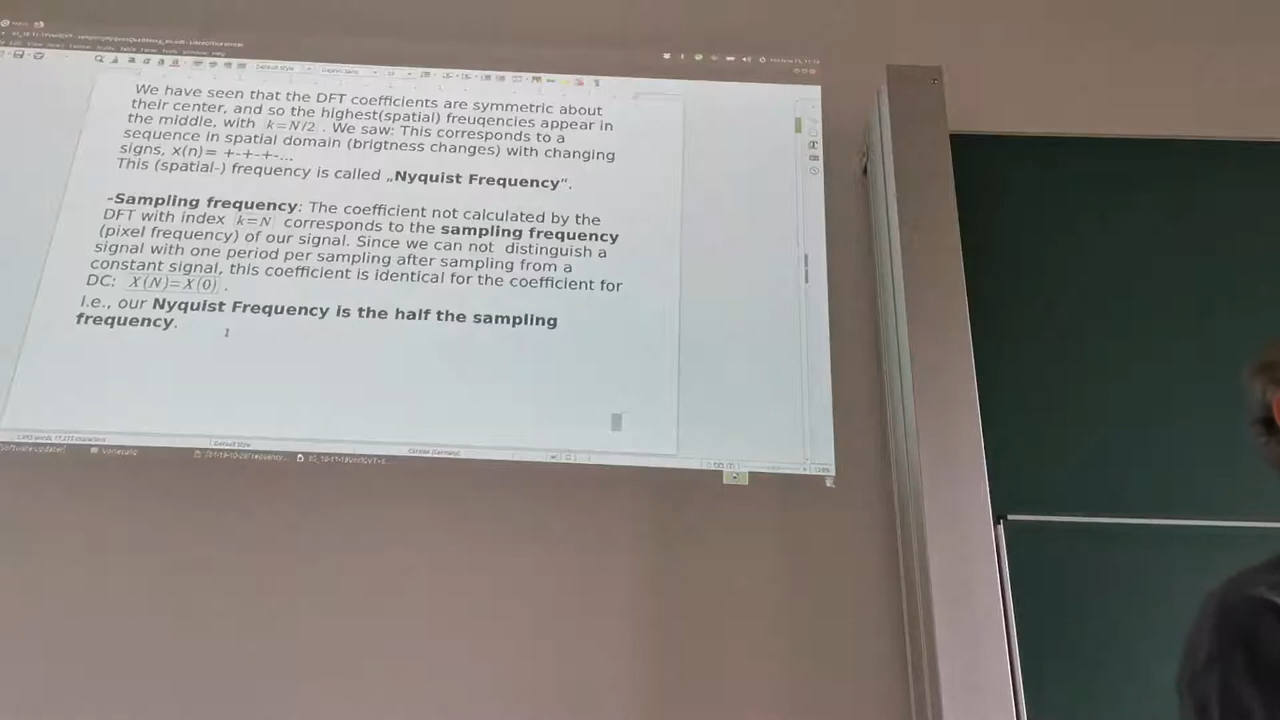 We have seen that the DFT coefficients are symmetric about
their center, and so the highest(spatial) freuqencies appear in
the middle, with k=N/2 . We saw: This corresponds to a
sequence in spatial domain (brigtness changes) with changing
signs, x(n)= +-+-+-...
This (spatial-) frequency is called „Nyquist Frequency“.
-Sampling frequency: The coefficient not calculated by the
DFT with index k=N corresponds to the sampling frequency
(pixel frequency) of our signal. Since we can not distinguish a
signal with one period per sampling after sampling from a
constant signal, this coefficient is identical for the coefficient for
DC: X(N)=X(0) .
I.e., our Nyquist Frequency is the half the sampling
frequency.
Default Style